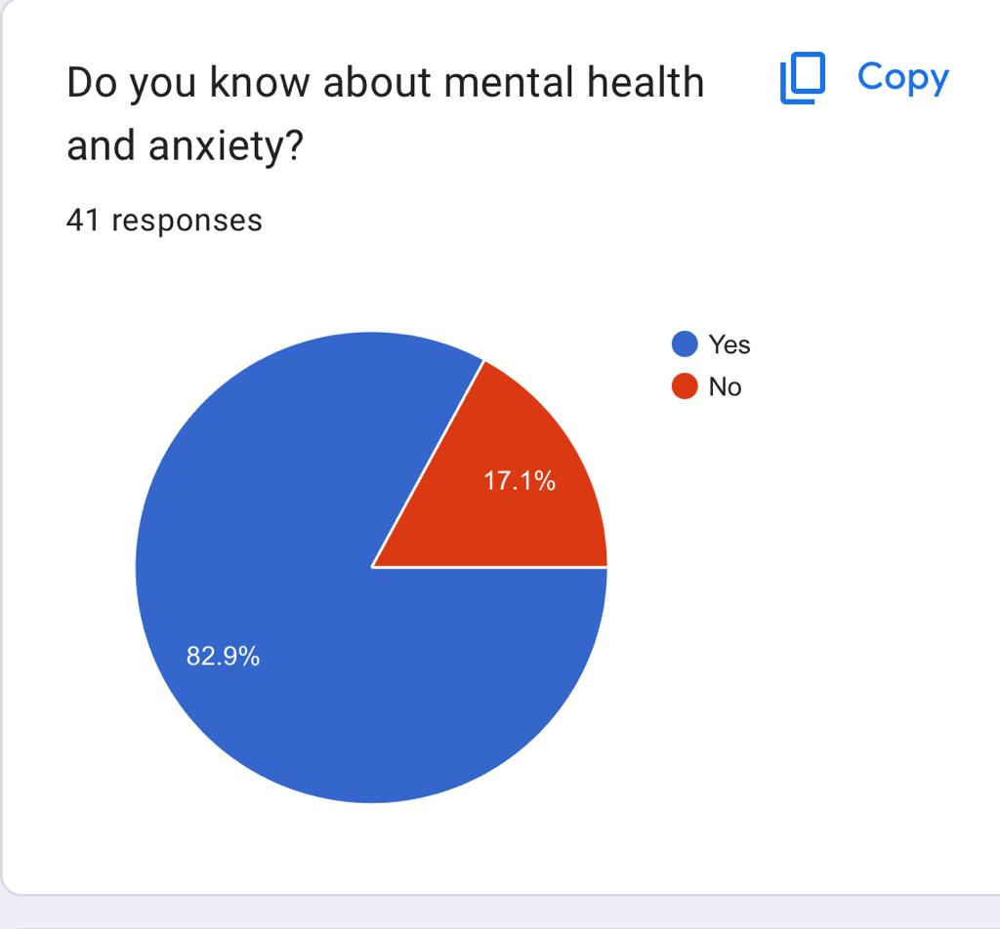 Do you know about mental health
and anxiety?
Copy
41 responses
Yes
No
17.1%
82.9%